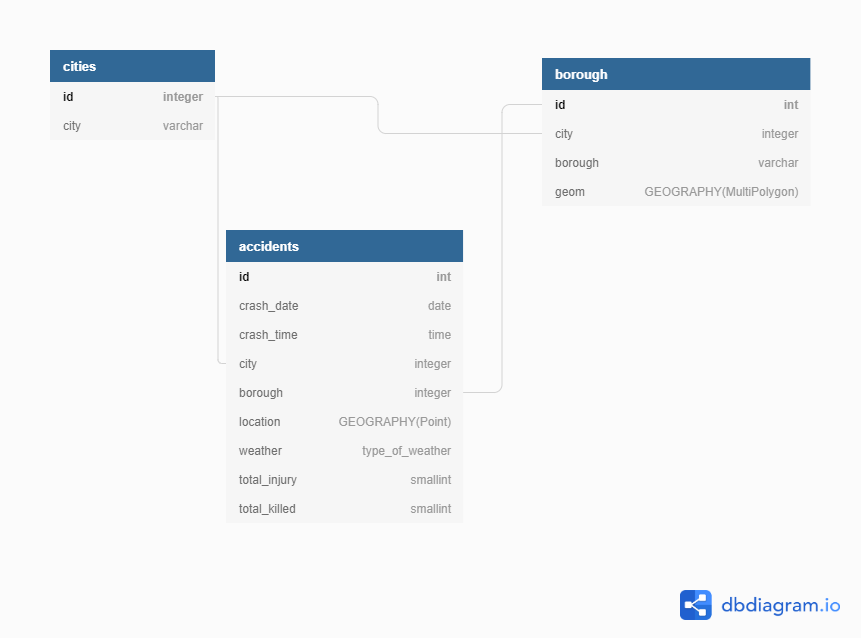 cities
id integer
city varchar
borough
id int
city integer
borough varchar
geom GEOGRAPHY(MultiPolygon)
accidents
id int
crash_date date
crash_time time
city integer
borough integer
location GEOGRAPHY(Point)
weather type_of_weather
total_injury smallint
total_killed smallint
dbdiagram.io